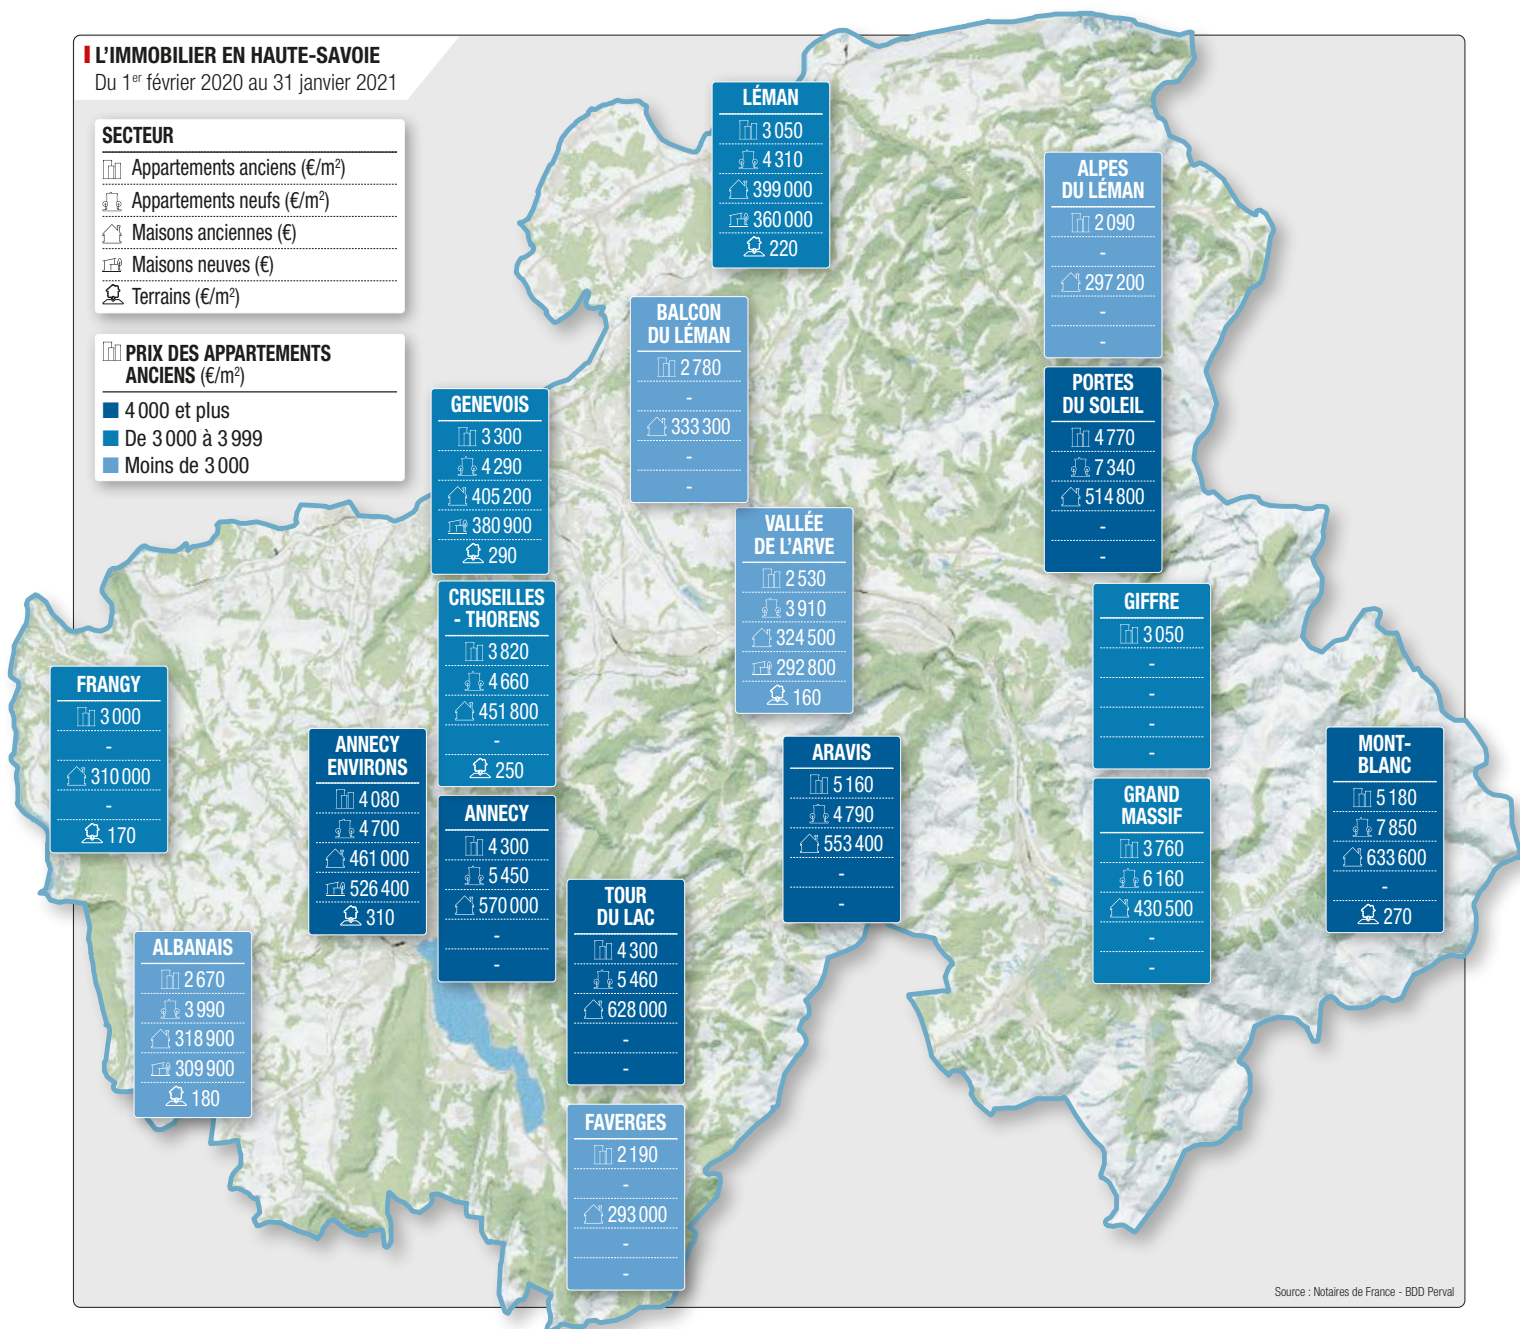 L'IMMOBILIER EN HAUTE-SAVOIE
Du 1er février 2020 au 31 janvier 2021
SECTEUR
Appartements anciens (€/m²)
Appartements neufs (€/m²)
Maisons anciennes (€)
Maisons neuves (€)
Terrains (€/m²)
PRIX DES APPARTEMENTS
ANCIENS (€/m²)
4 000 et plus
De 3 000 à 3 999
Moins de 3 000
LÉMAN
3 050
4 310
399 000
360 000
220
ALPES
DU LÉMAN
2 090
-
297 200
-
-
BALCON
DU LÉMAN
2 780
-
333 300
-
-
PORTES
DU SOLEIL
4 770
7 340
514 800
-
-
GENEVOIS
3 300
4 290
405 200
380 900
290
VALLÉE
DE L'ARVE
2 530
3 910
324 500
292 800
160
CRUSEILLES
- THORENS
3 820
4 660
451 800
-
250
GIFFRE
3 050
-
-
-
-
FRANGY
3 000
-
310 000
-
170
ANNECY
ENVIRONS
4 080
4 700
461 000
526 400
310
ANNECY
4 300
5 450
570 000
-
-
ARAVIS
5 160
4 790
553 400
-
-
GRAND
MASSIF
3 760
6 160
430 500
-
-
MONT-
BLANC
5 180
7 850
633 600
-
270
TOUR
DU LAC
4 300
5 460
628 000
-
-
ALBANAIS
2 670
3 990
318 900
309 900
180
FAVERGES
2 190
-
293 000
-
-
Source : Notaires de France - BDD Perval